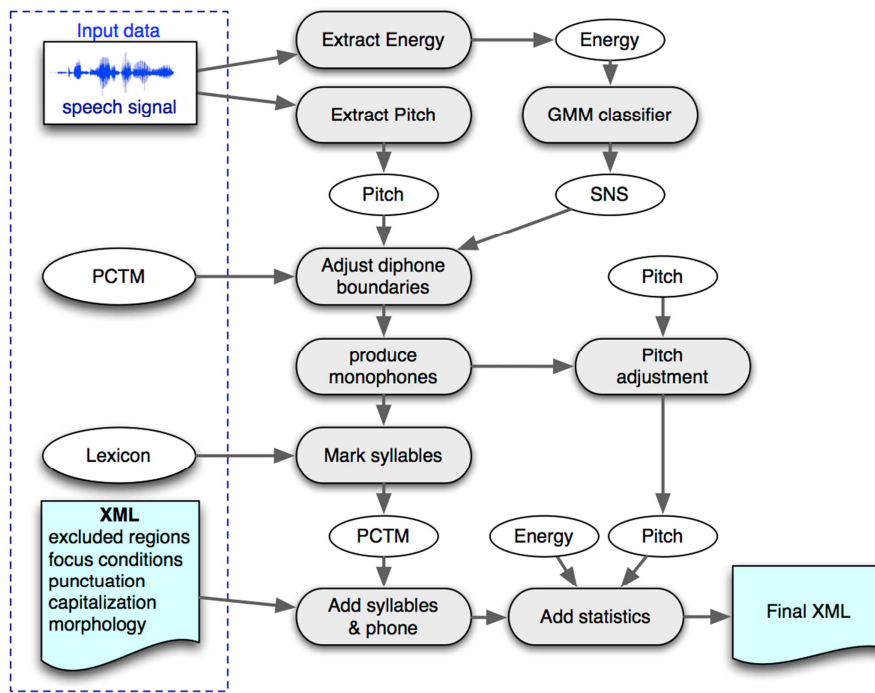 Input data
speech signal
Extract Energy
Energy
Extract Pitch
GMM classifier
Pitch
SNS
PCTM
Adjust diphone
boundaries
Pitch
produce
monophones
Pitch
adjustment
Lexicon
Mark syllables
XML
excluded regions
focus conditions
punctuation
capitalization
morphology
PCTM
Energy
Pitch
Add syllables
& phone
Add statistics
Final XML